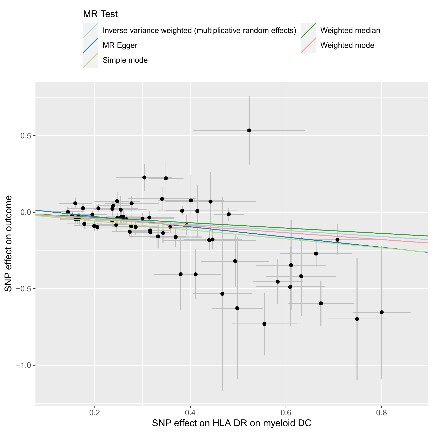 MR Test
Inverse variance weighted (multiplicative random effects)
MR Egger
Simple mode
Weighted median
Weighted mode
SNP effect on outcome
0.5
0.0
−0.5
−1.0
0.2
0.4
0.6
0.8
SNP effect on HLA DR on myeloid DC